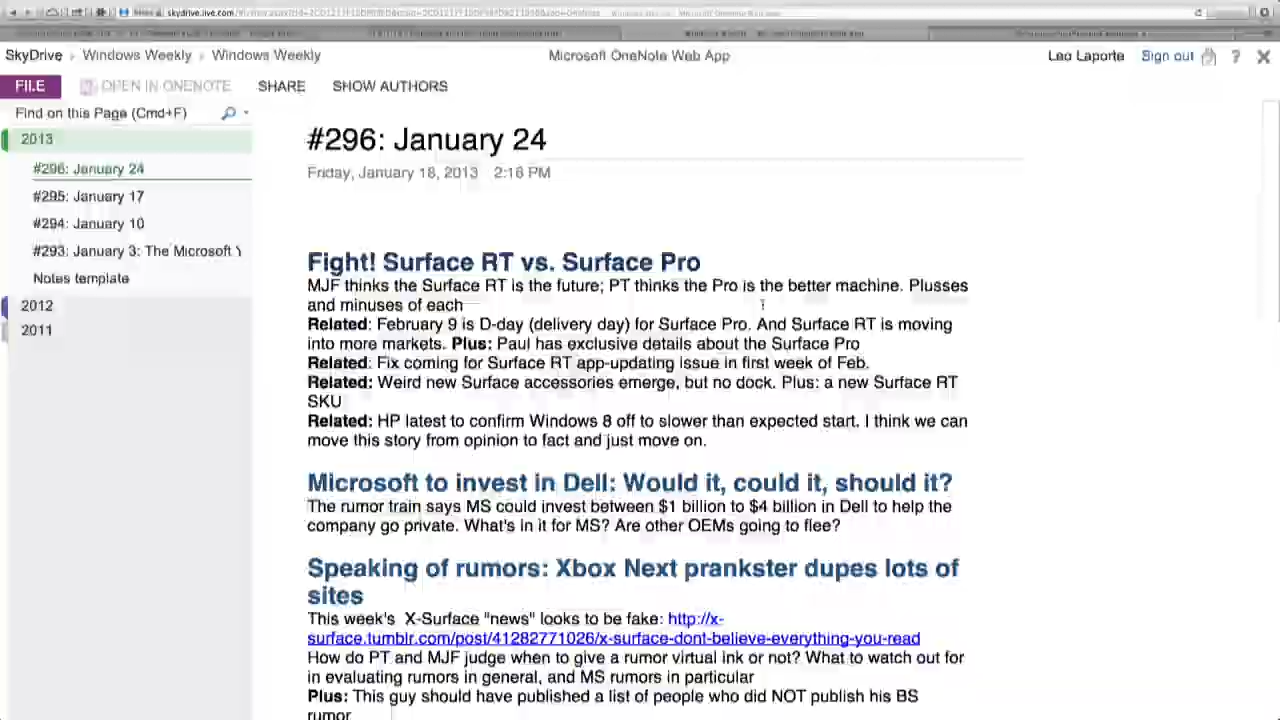 SkyDrive › Windows Weekly › Windows Weekly
Microsoft OneNote Web App
Leo Laporte Sign out ?
FILE OPEN IN ONENOTE SHARE SHOW AUTHORS
Find on this Page (Cmd+F)
2013
#296: January 24
#295: January 17
#294: January 10
#293: January 3: The Microsoft
Notes template
2012
2011
#296: January 24
Friday, January 18, 2013 2:16 PM
Fight! Surface RT vs. Surface Pro
MJF thinks the Surface RT is the future; PT thinks the Pro is the better machine. Plusses
and minuses of each
Related: February 9 is D-day (delivery day) for Surface Pro. And Surface RT is moving
into more markets. Plus: Paul has exclusive details about the Surface Pro
Related: Fix coming for Surface RT app-updating issue in first week of Feb.
Related: Weird new Surface accessories emerge, but no dock. Plus: a new Surface RT
SKU
Related: HP latest to confirm Windows 8 off to slower than expected start. I think we can
move this story from opinion to fact and just move on.
Microsoft to invest in Dell: Would it, could it, should it?
The rumor train says MS could invest between $1 billion to $4 billion in Dell to help the
company go private. What's in it for MS? Are other OEMs going to flee?
Speaking of rumors: Xbox Next prankster dupes lots of
sites
This week's X-Surface "news" looks to be fake: http://x-
surface.tumblr.com/post/41282771026/x-surface-dont-believe-everything-you-read
How do PT and MJF judge when to give a rumor virtual ink or not? What to watch out for
in evaluating rumors in general, and MS rumors in particular
Plus: This guy should have published a list of people who did NOT publish his BS
rumor